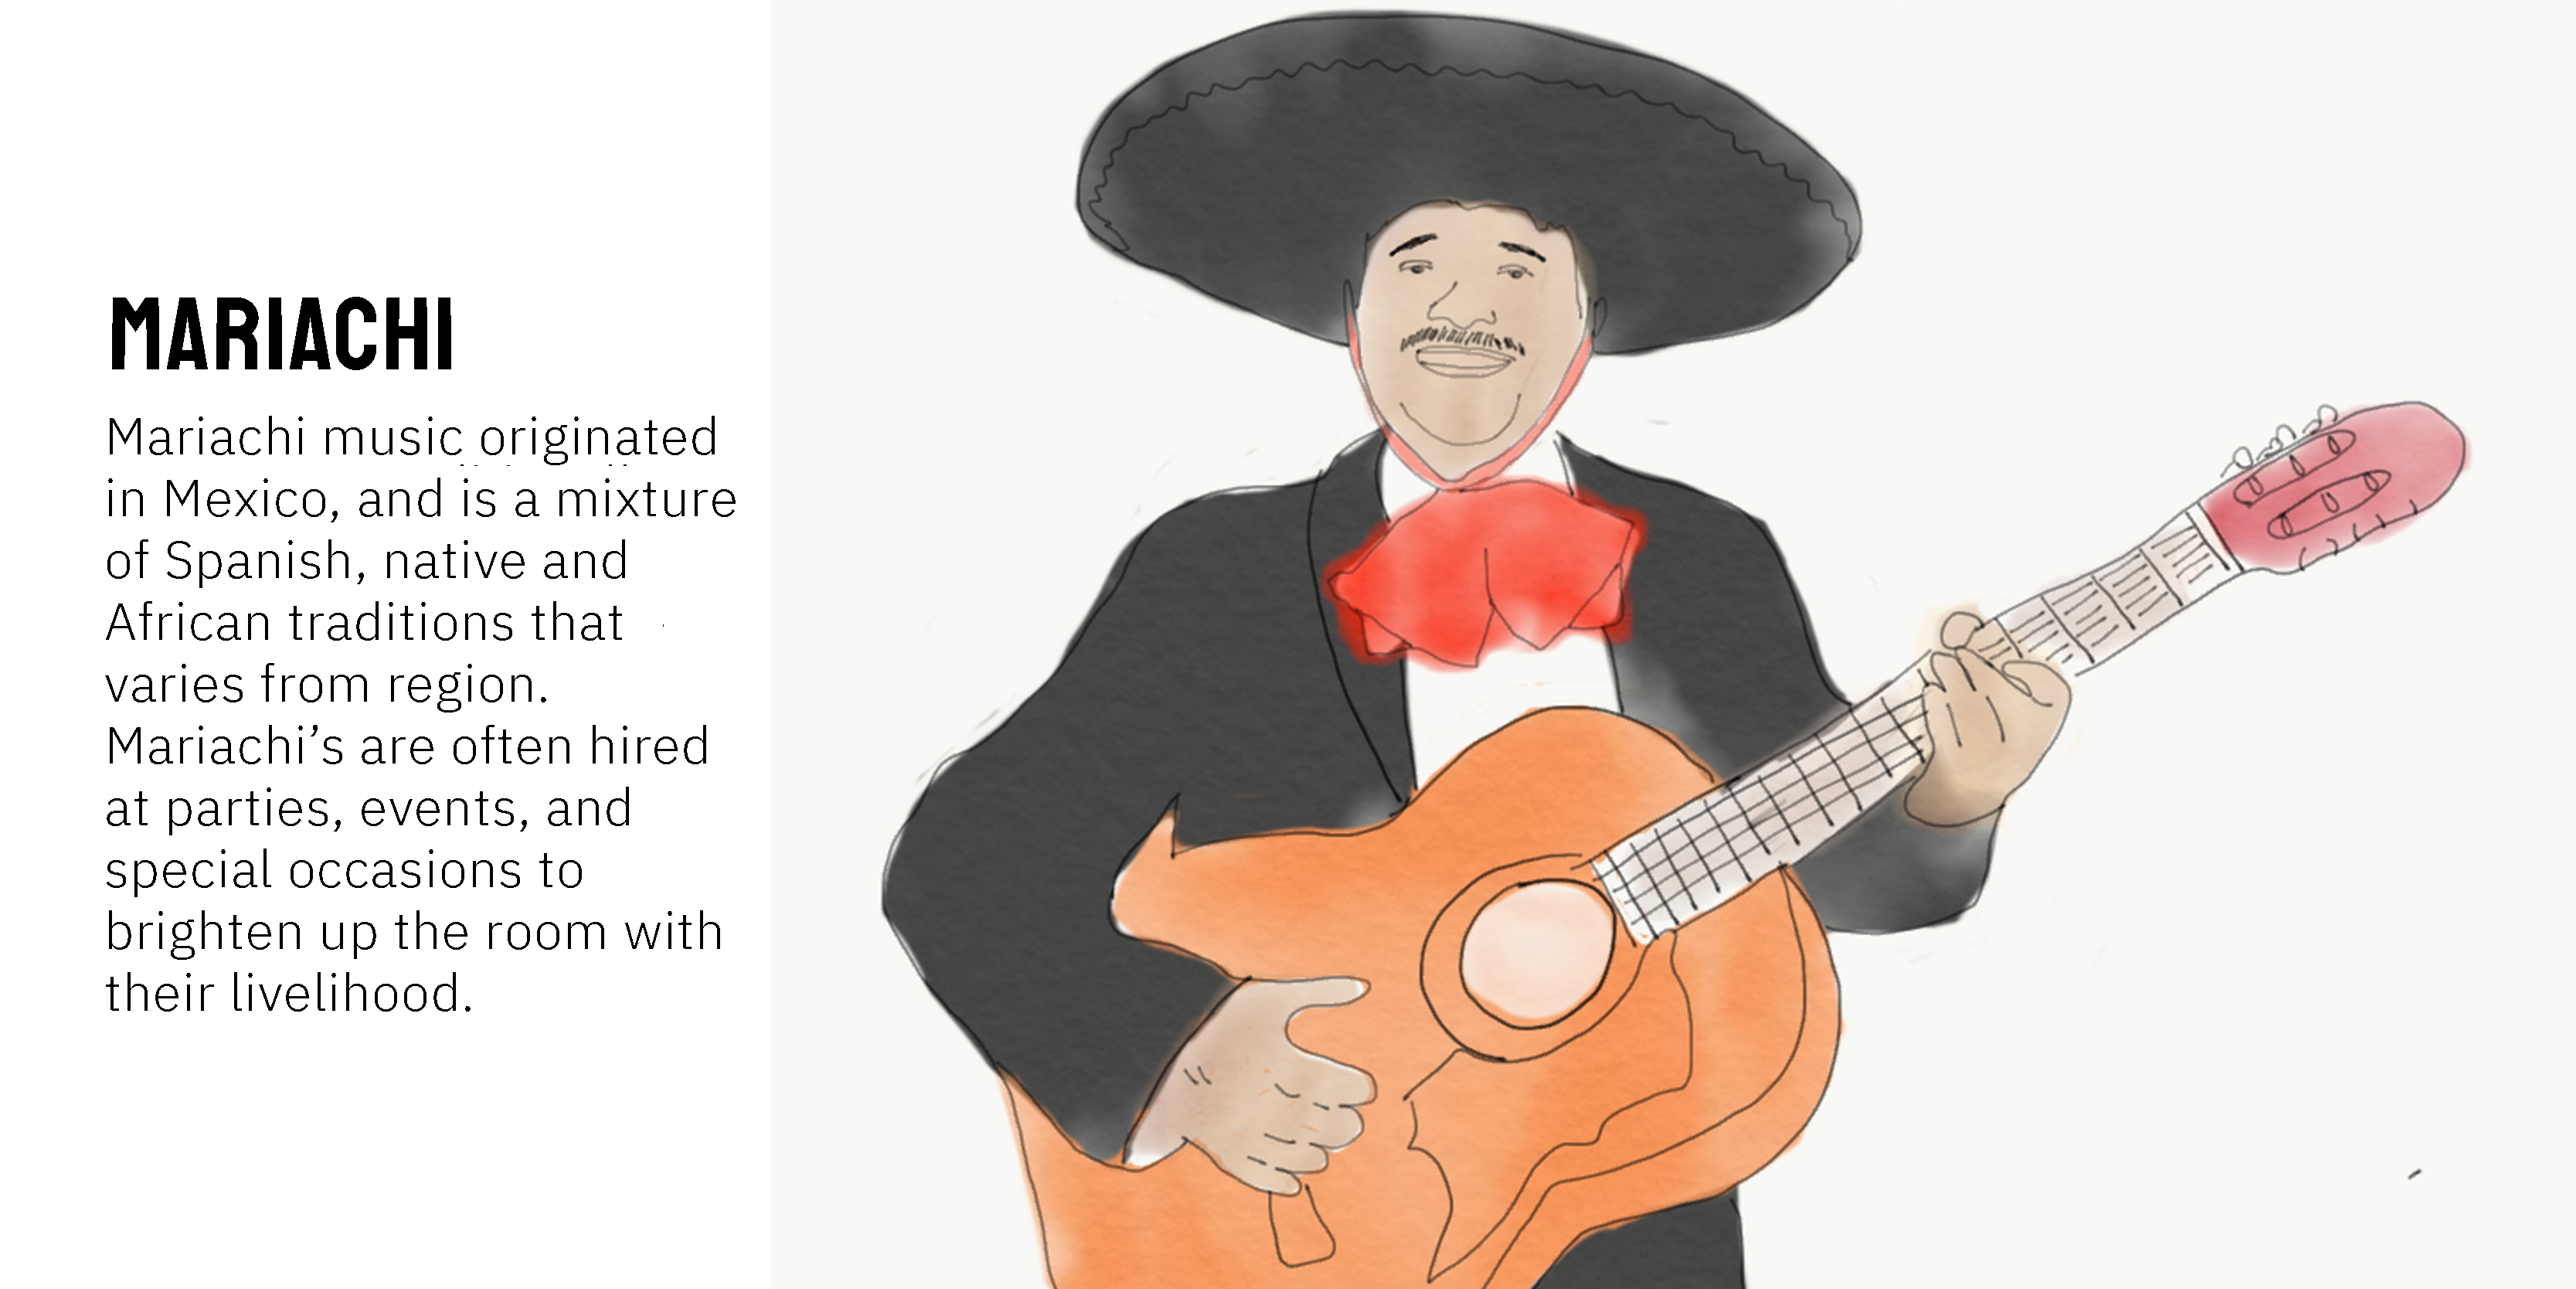 MARIACHI
Mariachi music originated
in Mexico, and is a mixture
of Spanish, native and
African traditions that
varies from region.
Mariachi’s are often hired
at parties, events, and
special occasions to
brighten up the room with
their livelihood.